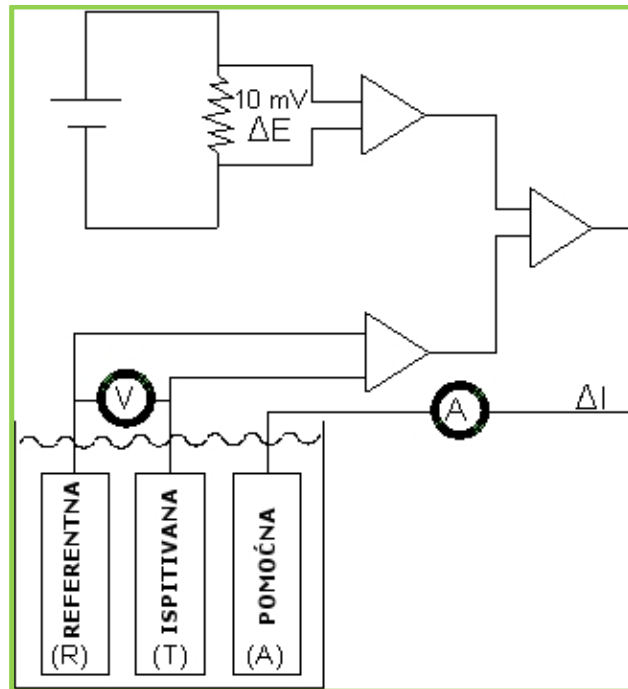 10 mV
ΔE
V
A
ΔI
REFERENTNA
(R)
ISPITIVANA
(T)
POMOĆNA
(A)